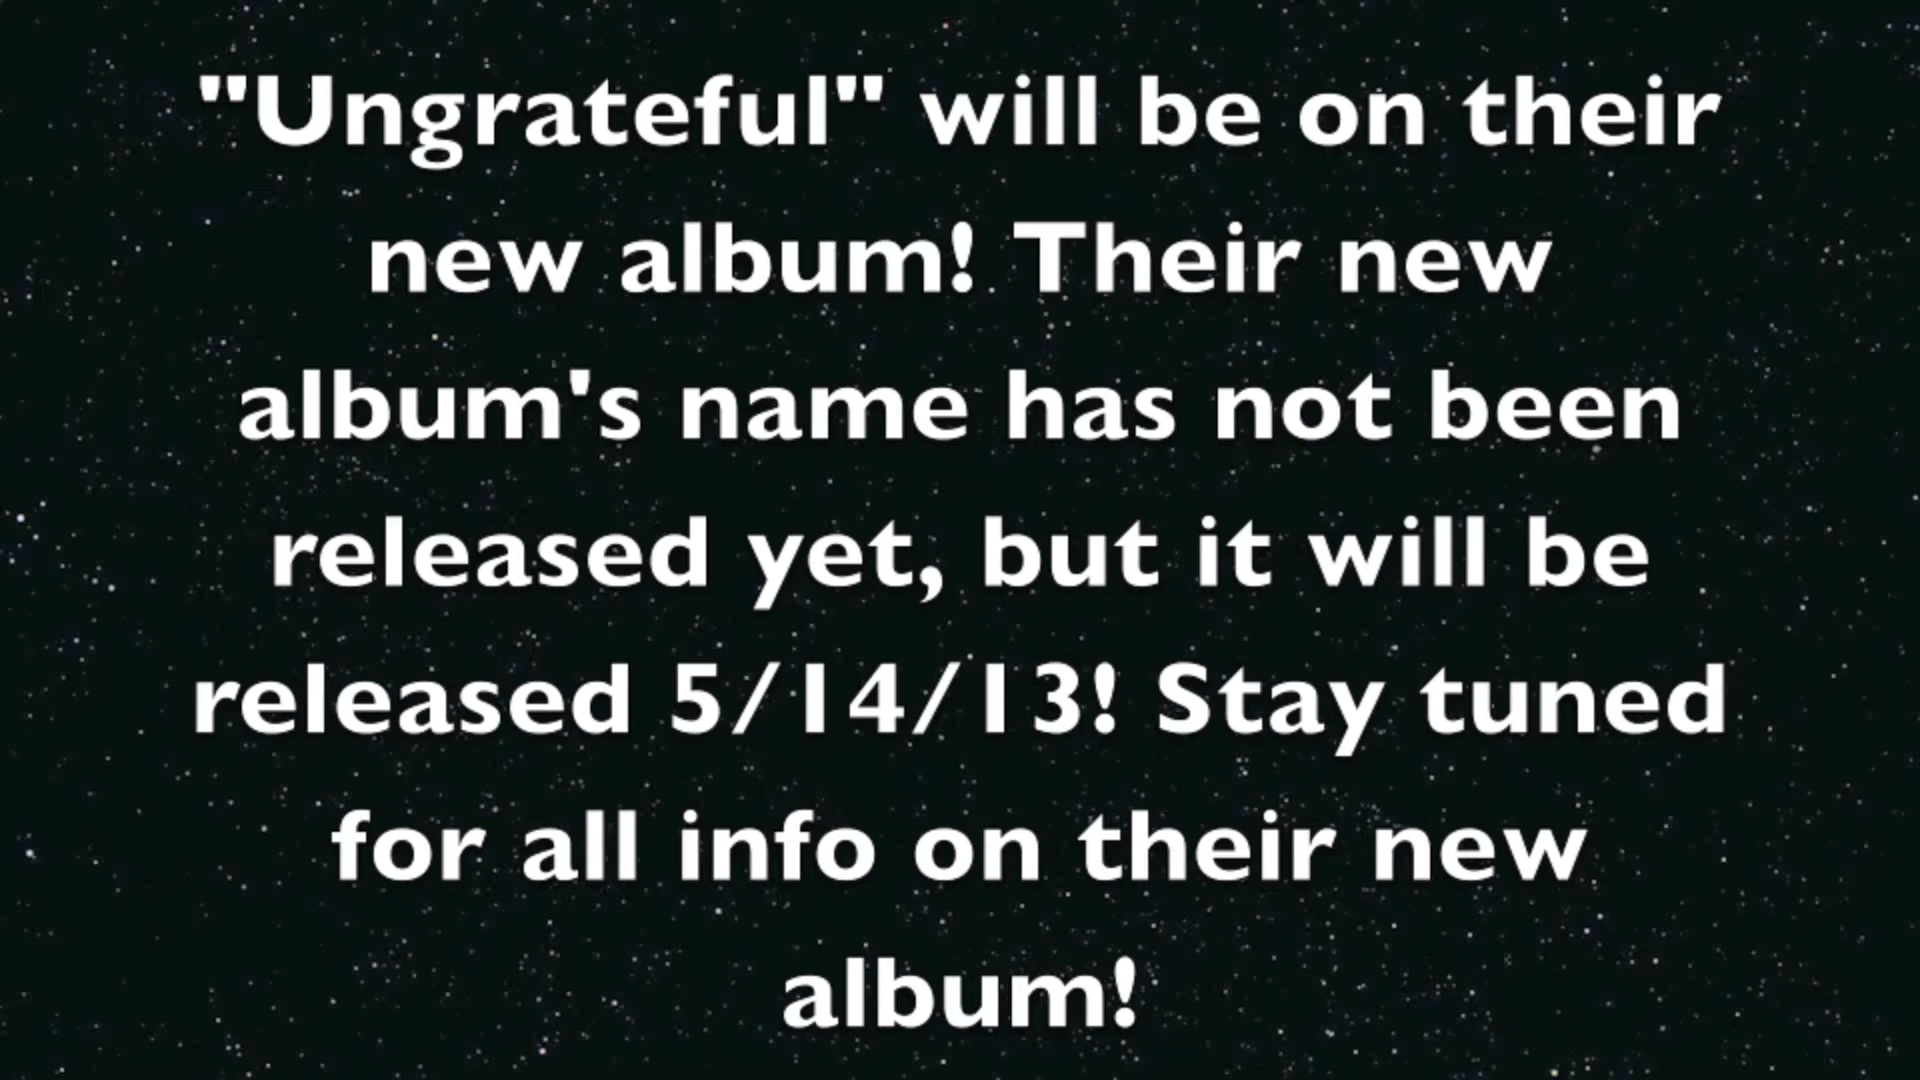 "Ungrateful" will be on their
new album! Their new
album's name has not been
released yet, but it will be
released 5/14/13! Stay tuned
for all info on their new
album!